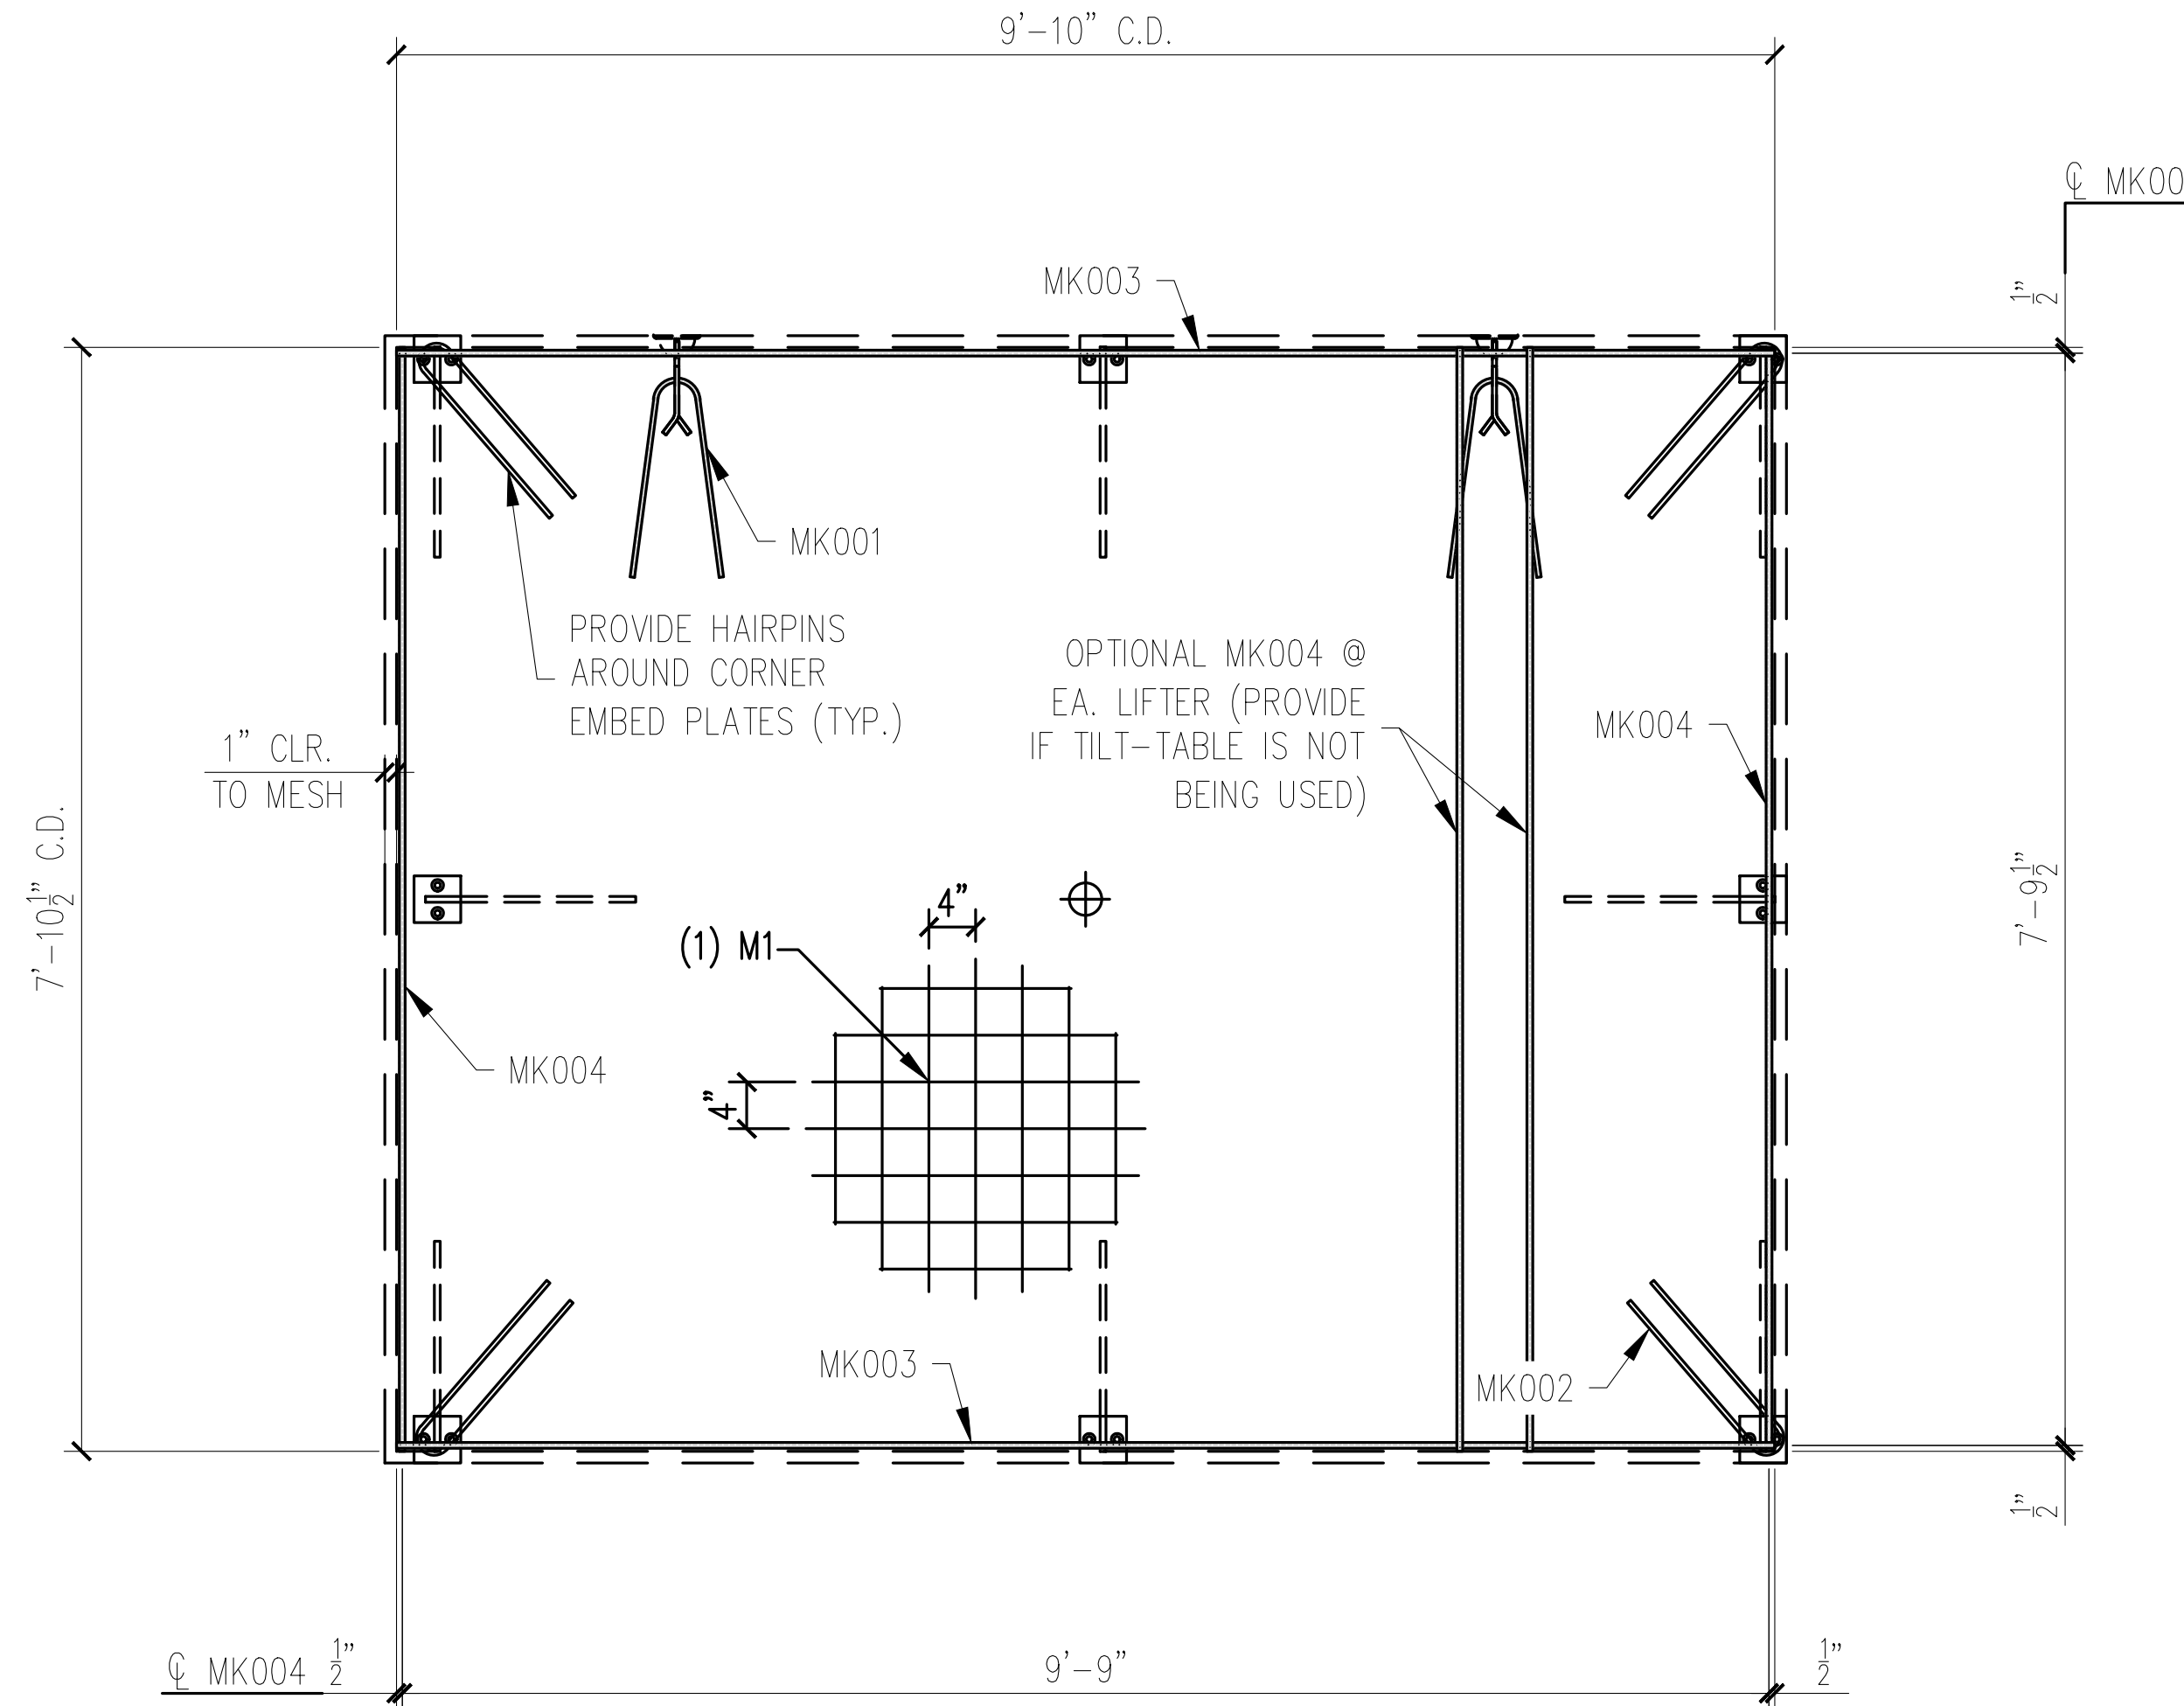 9'-10" C.D.
℄ MK00
1/2"
MK003
MK001
PROVIDE HAIRPINS
AROUND CORNER
EMBED PLATES (TYP.)
OPTIONAL MK004 @
EA. LIFTER (PROVIDE
IF TILT-TABLE IS NOT
BEING USED)
MK004
1" CLR.
TO MESH
7'-10 1/2" C.D.
7'-9 1/2"
4"
(1) M1
4"
MK004
MK003
MK002
1/2"
℄ MK004 1/2"
9'-9"
1/2"